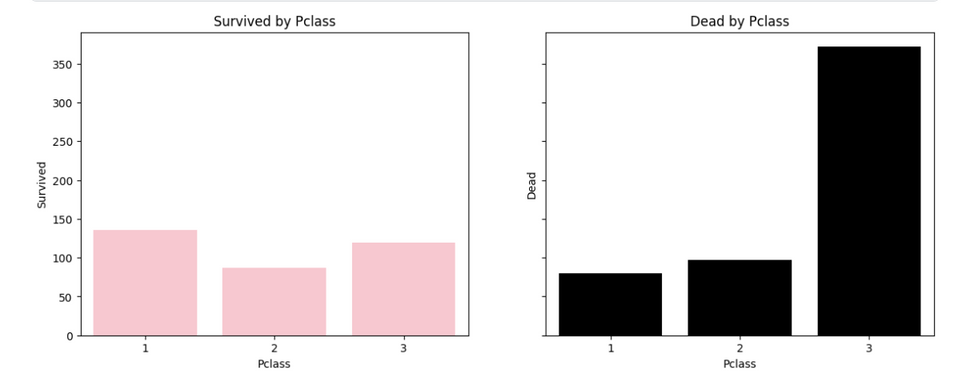 Survived by Pclass
350
300
250
200
150
100
50
0
Survived
1 2 3
Pclass
Dead by Pclass
Dead
1 2 3
Pclass